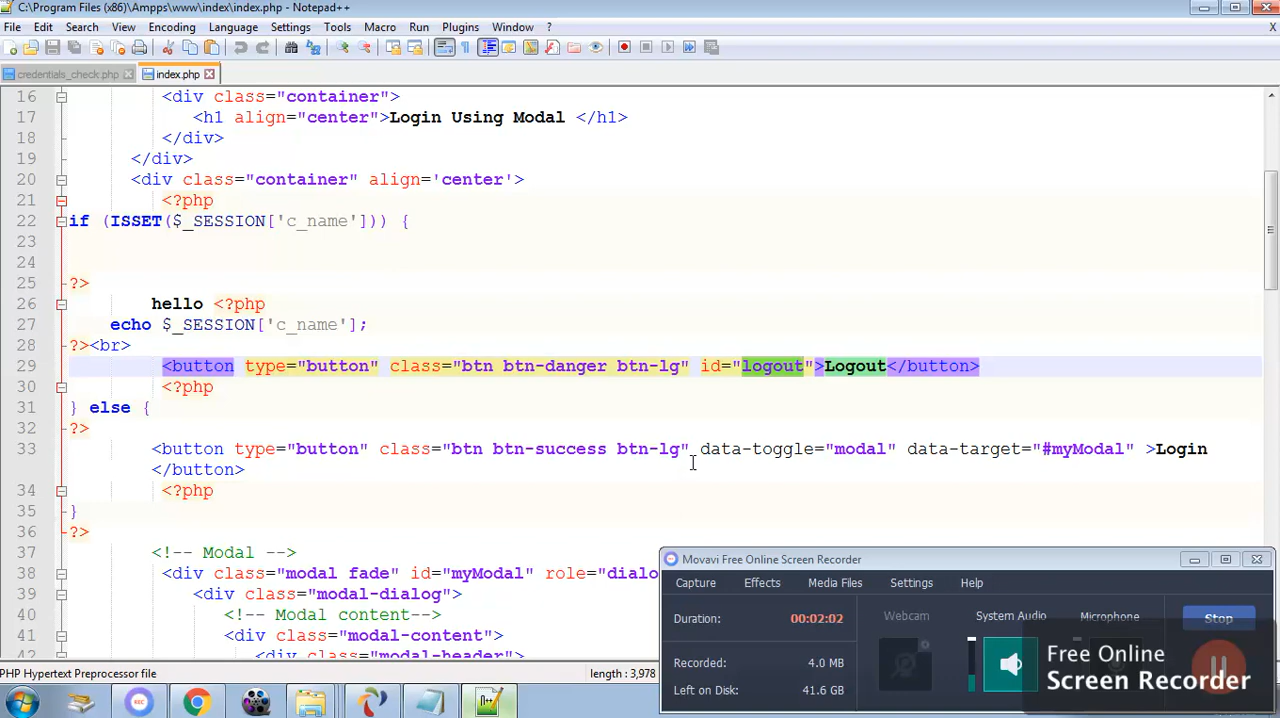 C:\Program Files (x86)\Ampps\www\index\index.php - Notepad++
File Edit Search View Encoding Language Settings Tools Macro Run Plugins Window ? X
credentials_check.php index.php
16 <div class="container">
17 <h1 align="center">Login Using Modal </h1>
18 </div>
19 </div>
20 <div class="container" align='center'>
21 <?php
22 if (ISSET($_SESSION['c_name'])) {
23
24
25 ?>
26 hello <?php
27 echo $_SESSION['c_name'];
28 ?><br>
29 <button type="button" class="btn btn-danger btn-lg" id="logout">Logout</button>
30 <?php
31 } else {
32 ?>
33 <button type="button" class="btn btn-success btn-lg" data-toggle="modal" data-target="#myModal" >Login
</button>
34 <?php
35 }
36 ?>
37 <!-- Modal -->
38 <div class="modal fade" id="myModal" role="dialo
39 <div class="modal-dialog">
40 <!-- Modal content-->
41 <div class="modal-content">
<div class="modal-header">
PHP Hypertext Preprocessor file length : 3,978
Movavi Free Online Screen Recorder
Capture Effects Media Files Settings Help
Duration: 00:02:02
Webcam System Audio Microphone
Stop
Recorded: 4.0 MB
Left on Disk: 41.6 GB
Free Online
Screen Recorder